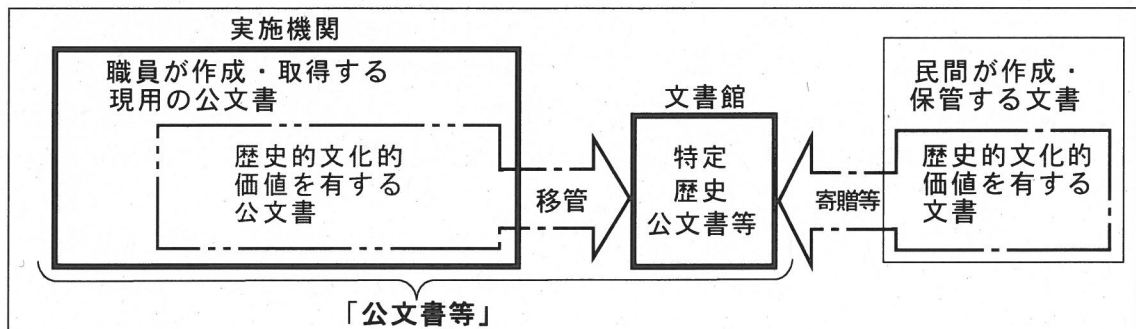 実施機関
職員が作成・取得する
現用の公文書
歴史的文化的
価値を有する
公文書
移管
文書館
特定
歴史
公文書等
寄贈等
民間が作成・
保管する文書
歴史的文化的
価値を有する
文書
「公文書等」